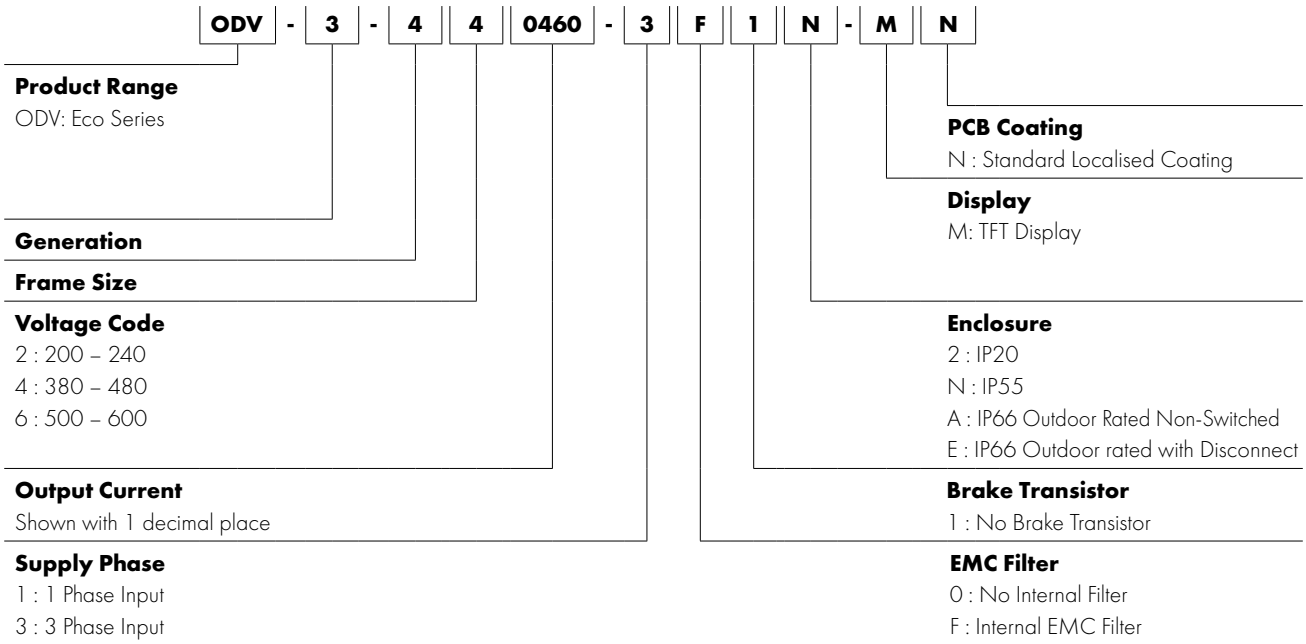 ODV - 3 - 4 4 0460 - 3 F 1 N - M N
Product Range
ODV: Eco Series
Generation
Frame Size
Voltage Code
2 : 200 – 240
4 : 380 – 480
6 : 500 – 600
Output Current
Shown with 1 decimal place
Supply Phase
1 : 1 Phase Input
3 : 3 Phase Input
PCB Coating
N : Standard Localised Coating
Display
M: TFT Display
Enclosure
2 : IP20
N : IP55
A : IP66 Outdoor Rated Non-Switched
E : IP66 Outdoor rated with Disconnect
Brake Transistor
1 : No Brake Transistor
EMC Filter
0 : No Internal Filter
F : Internal EMC Filter